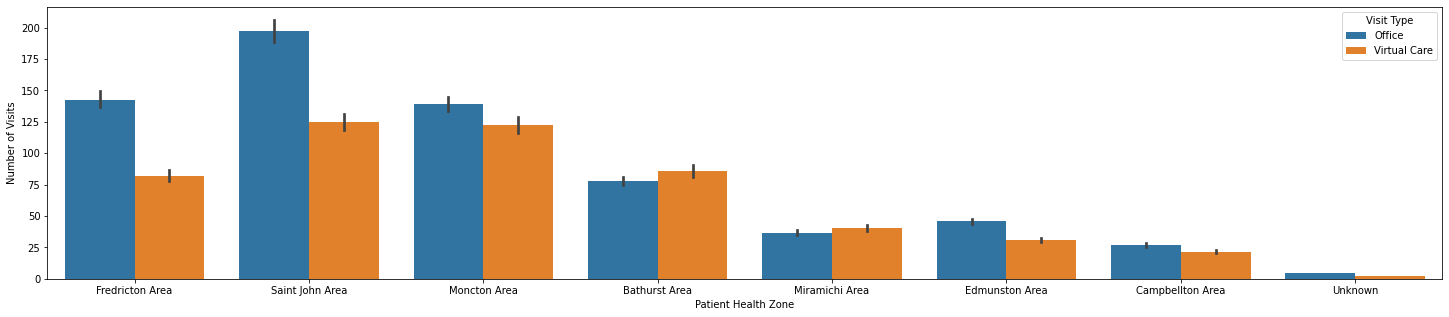 200
175
150
125
100
75
50
25
0
Number of Visits
Visit Type
Office
Virtual Care
Fredricton Area
Saint John Area
Moncton Area
Bathurst Area
Miramichi Area
Edmunston Area
Campbellton Area
Unknown
Patient Health Zone